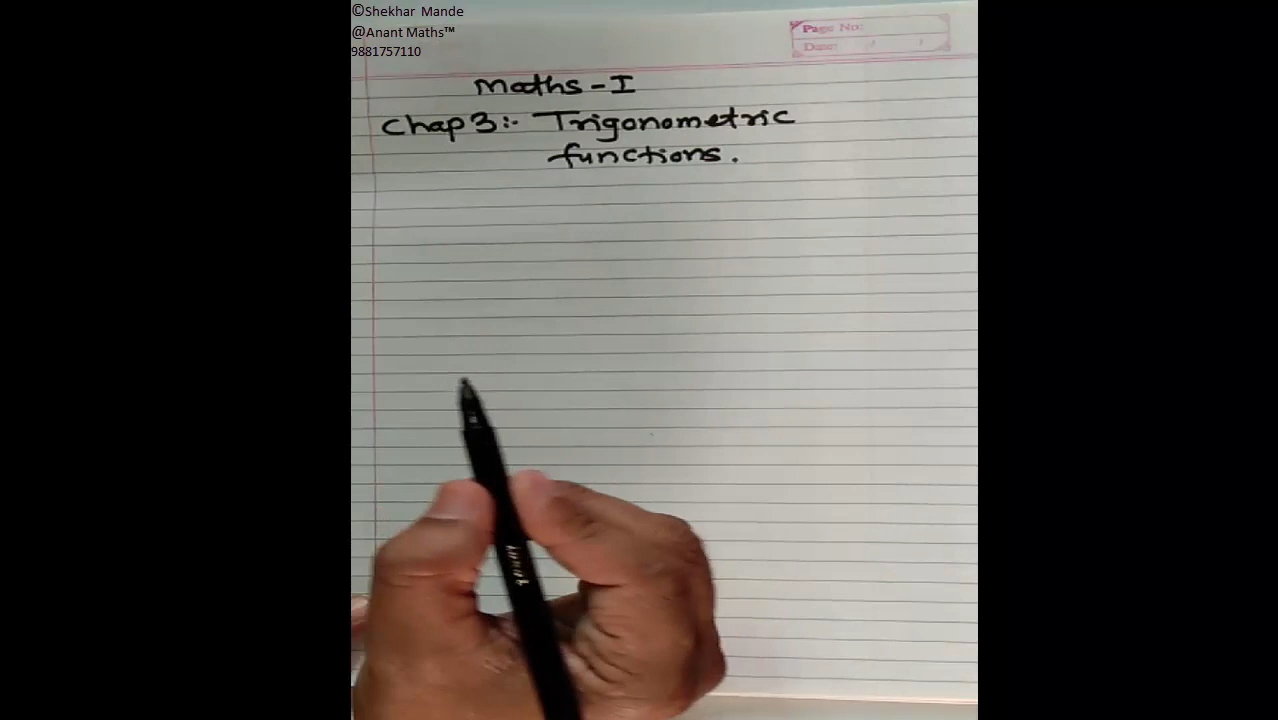 ©Shekhar Mande
@Anant Maths™
9881757110
Page No:
Date: / /
Maths - I
Chap 3:- Trigonometric
functions.